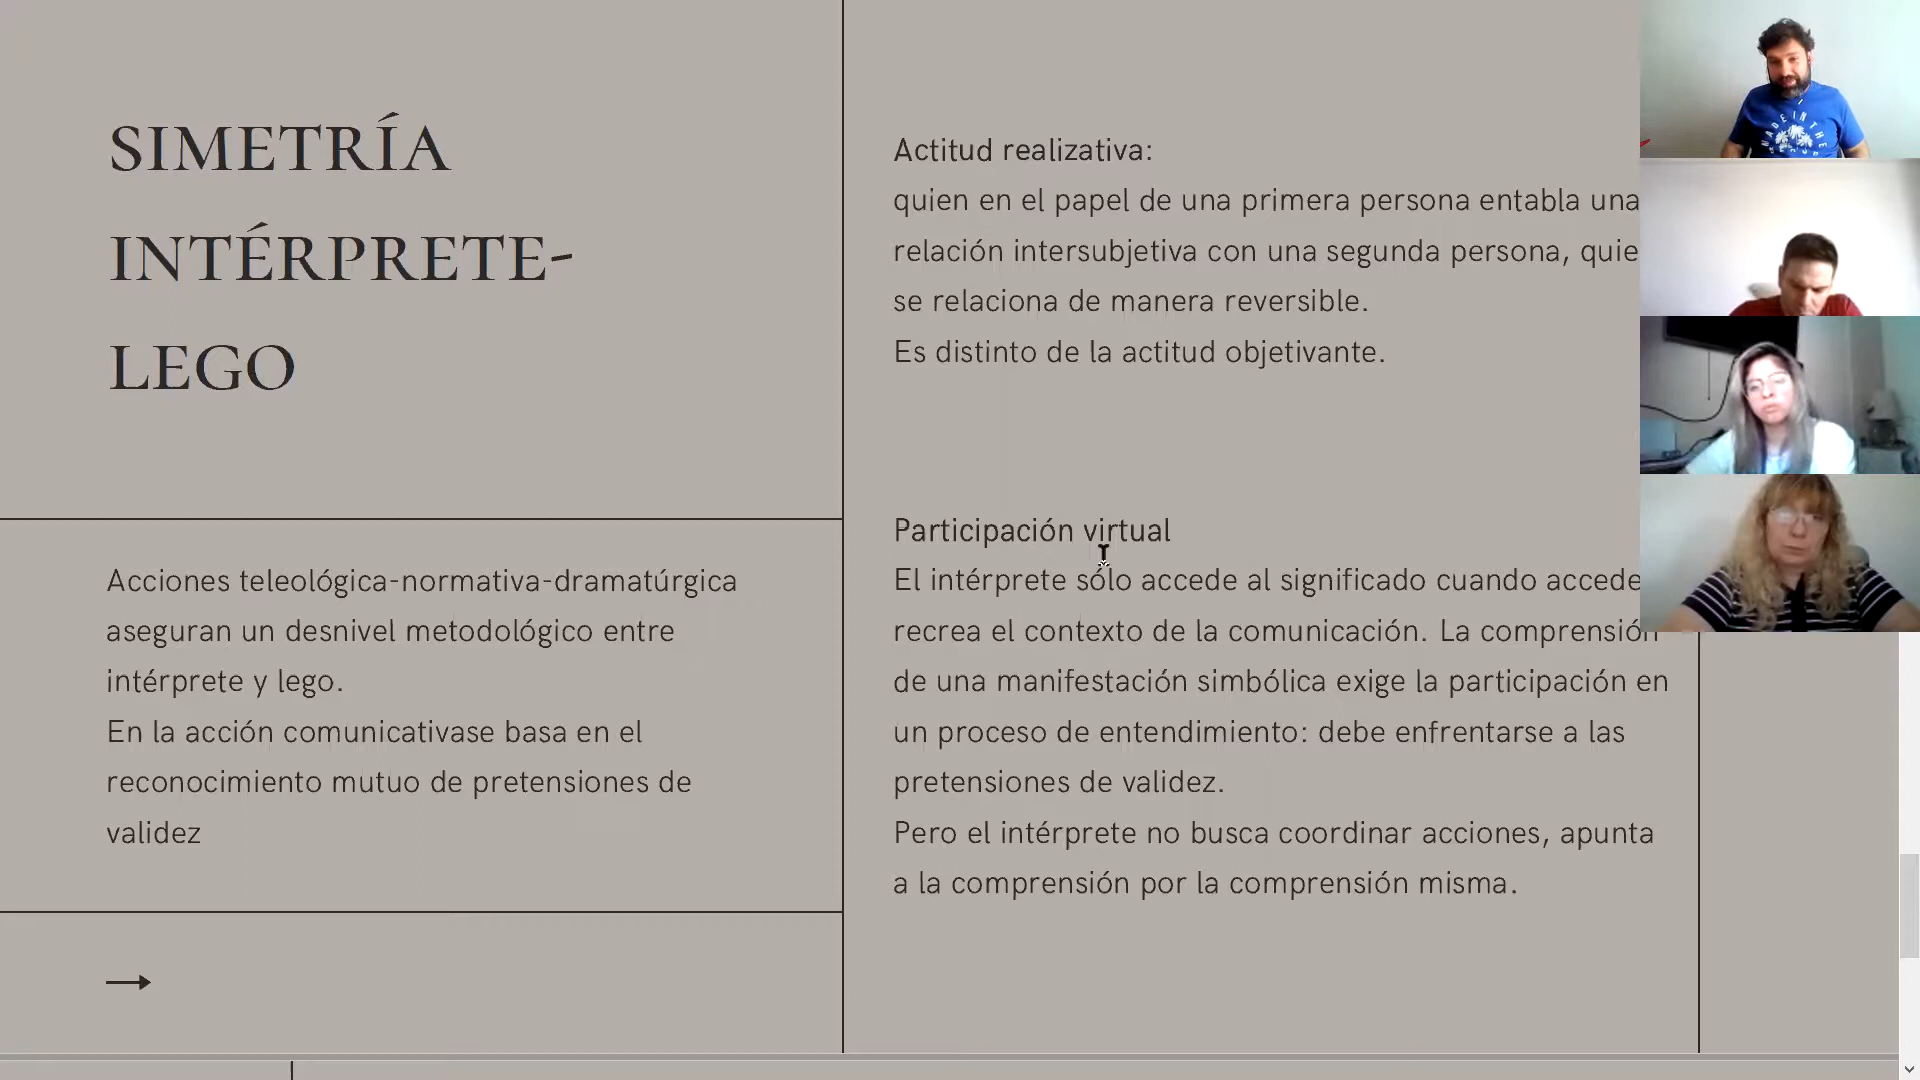 SIMETRÍA
INTÉRPRETE-
LEGO
Acciones teleológica-normativa-dramatúrgica
aseguran un desnivel metodológico entre
intérprete y lego.
En la acción comunicativase basa en el
reconocimiento mutuo de pretensiones de
validez
Actitud realizativa:
quien en el papel de una primera persona entabla una
relación intersubjetiva con una segunda persona,
se relaciona de manera reversible.
Es distinto de la actitud objetivante.
Participación virtual
El intérprete sólo accede al significado cuando accede
recrea el contexto de la comunicación. La comprensión
de una manifestación simbólica exige la participación en
un proceso de entendimiento: debe enfrentarse a las
pretensiones de validez.
Pero el intérprete no busca coordinar acciones, apunta
a la comprensión por la comprensión misma.
MADE IN THE